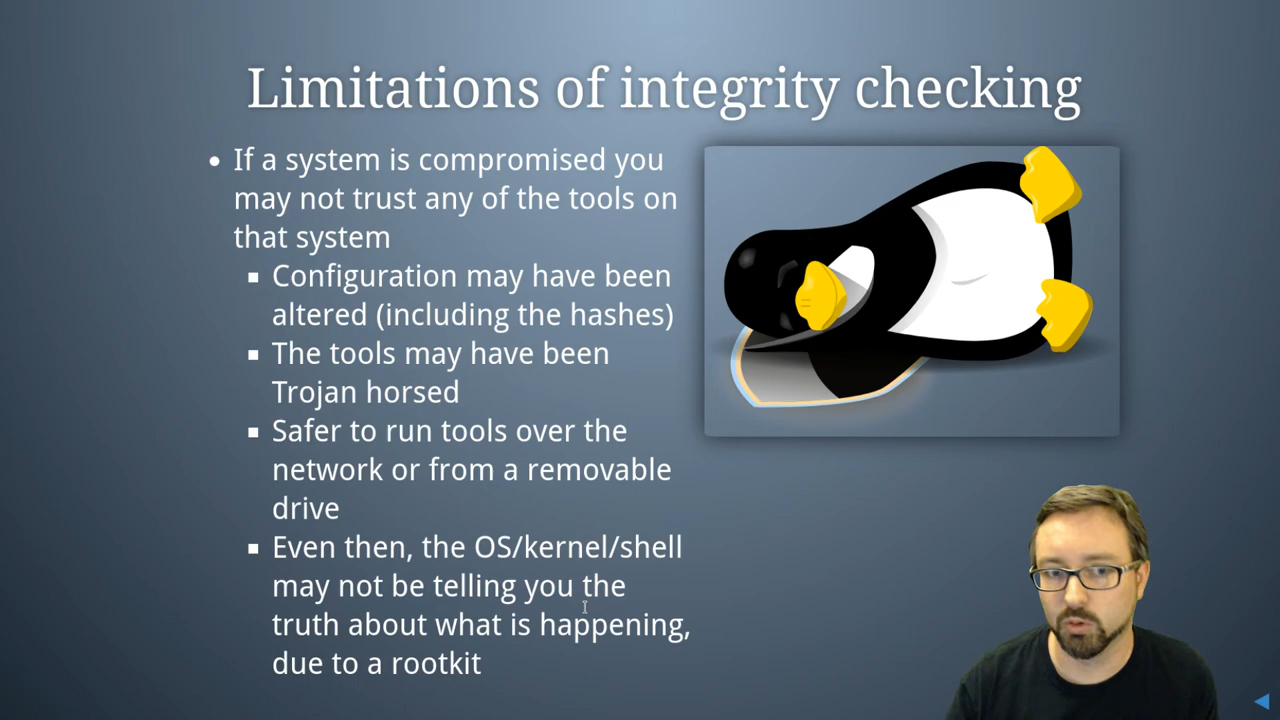 Limitations of integrity checking
• If a system is compromised you
may not trust any of the tools on
that system
▪ Configuration may have been
altered (including the hashes)
▪ The tools may have been
Trojan horsed
▪ Safer to run tools over the
network or from a removable
drive
▪ Even then, the OS/kernel/shell
may not be telling you the
truth about what is happening,
due to a rootkit